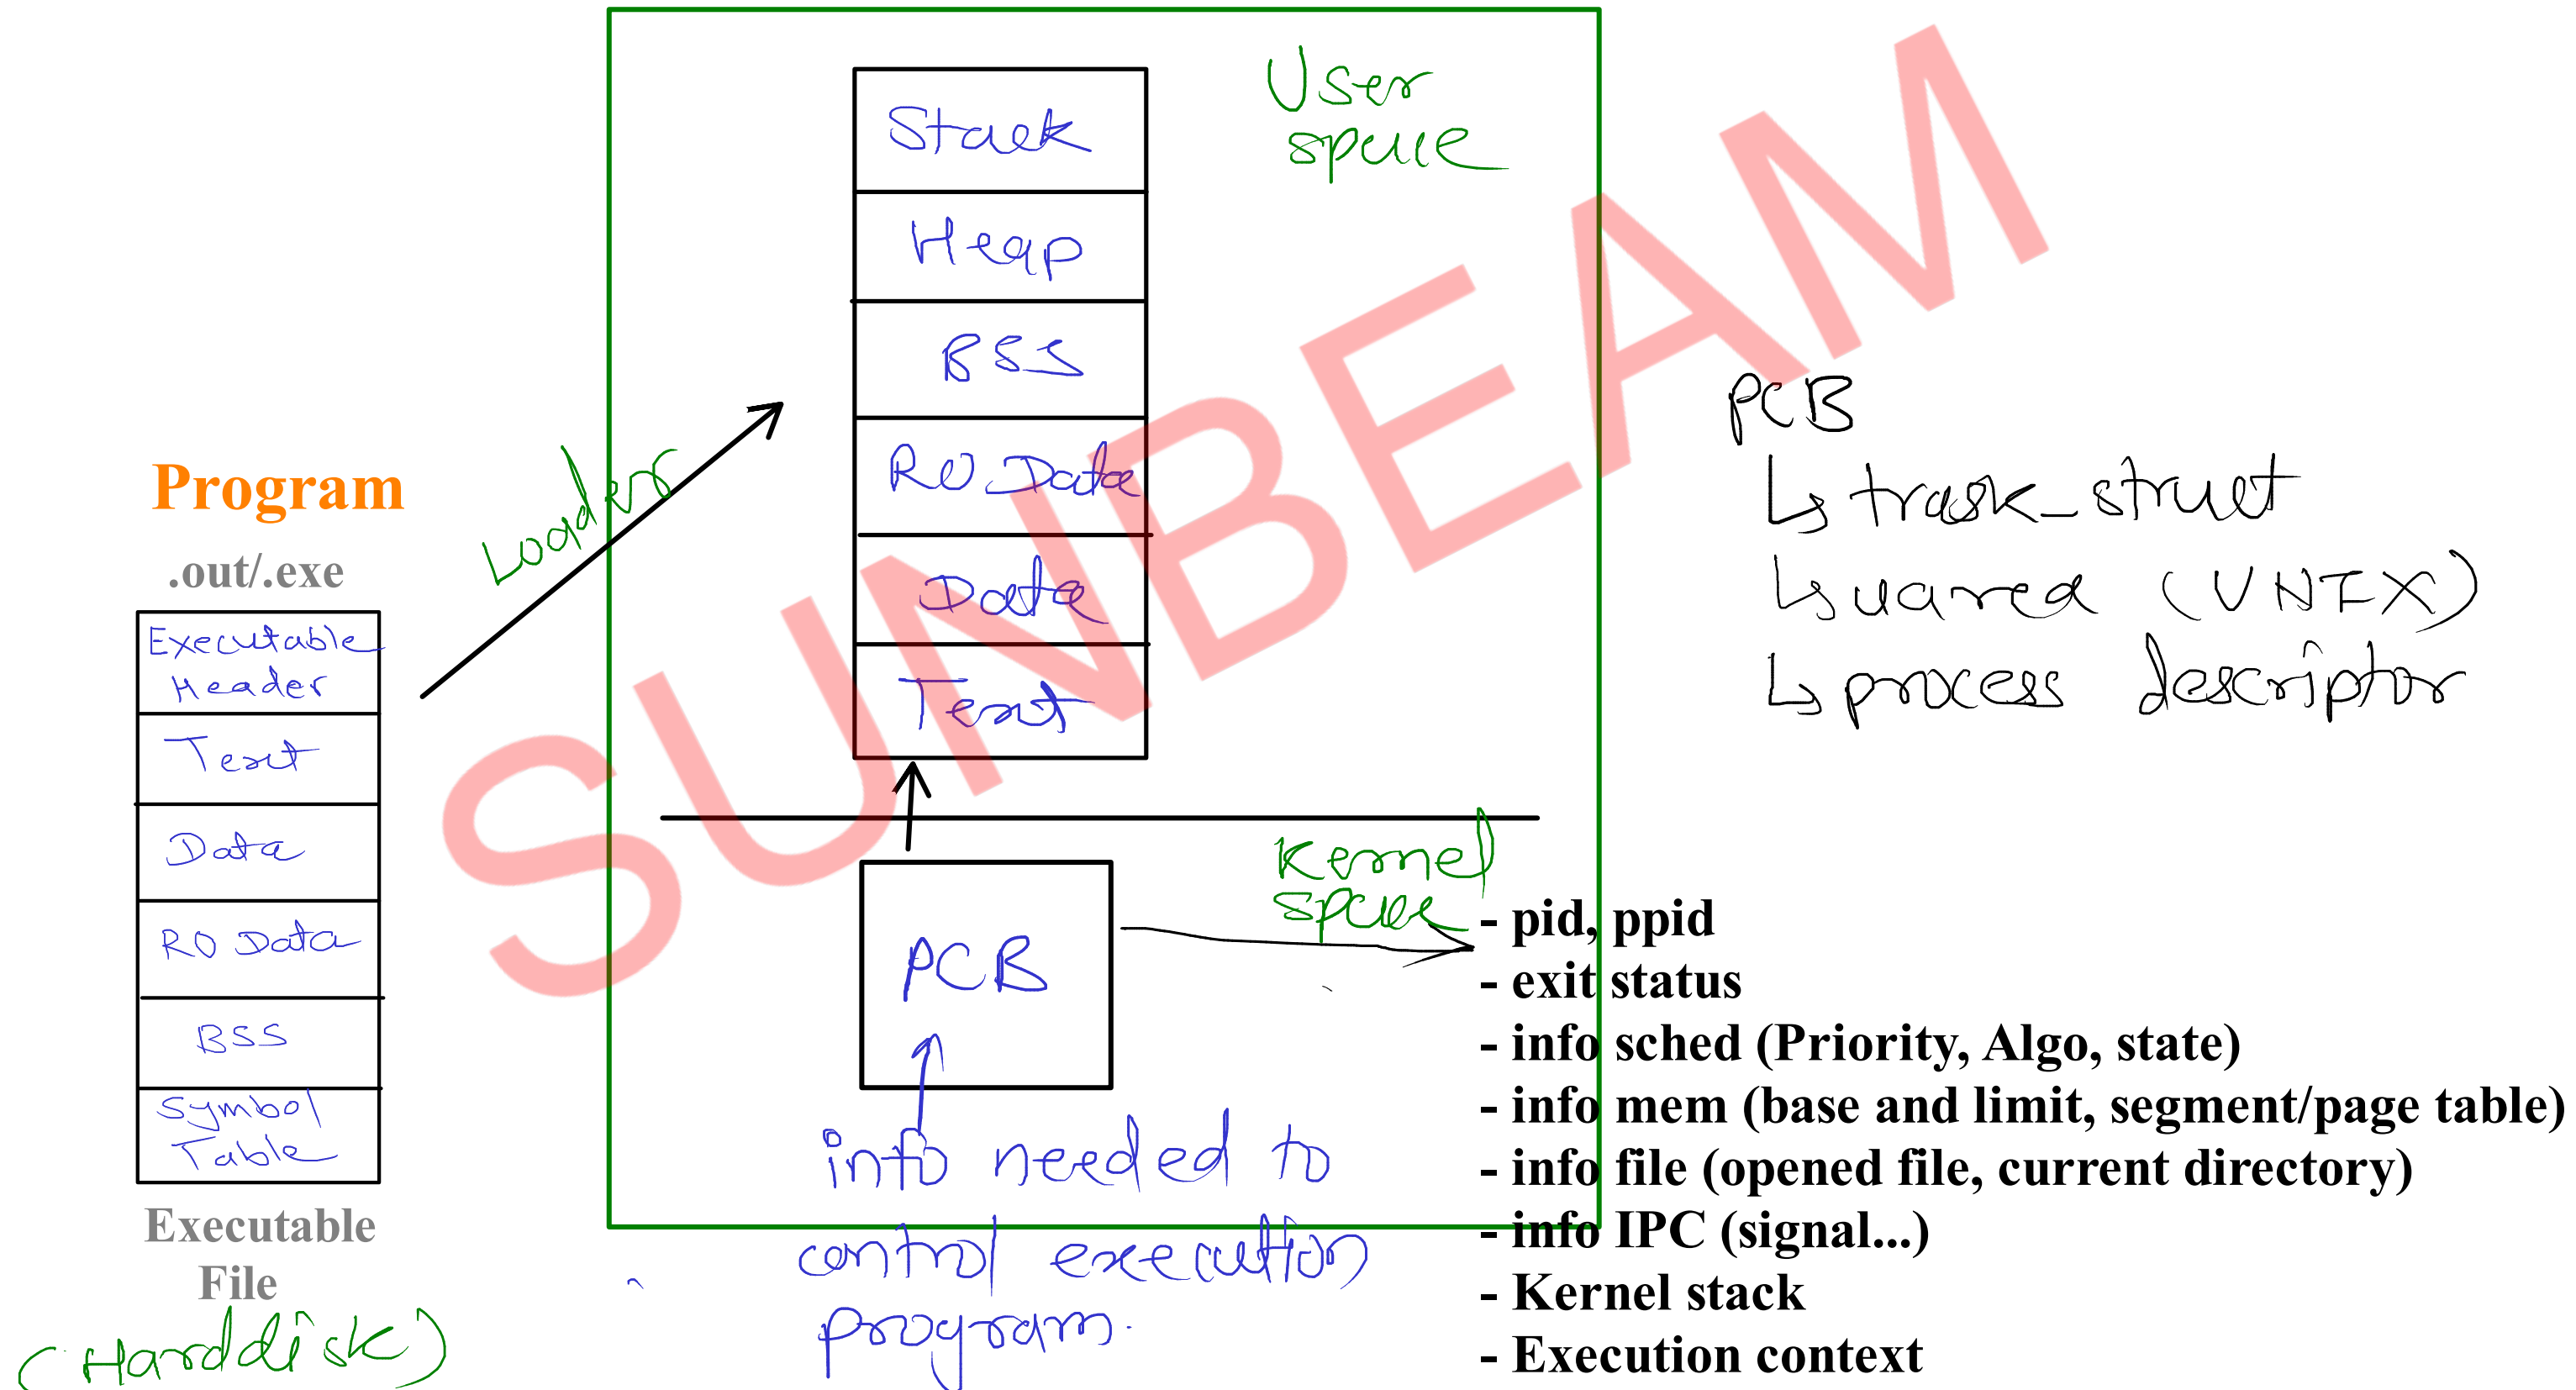 Program
.out/.exe
Executable
Header
Text
Data
RO Data
BSS
Symbol
Table
Executable
File
(Harddisk)
Loader
User
space
Stack
Heap
BSS
RO Data
Data
Text
Kernel
space
PCB
info needed to
control execution
program.
PCB
↳ task_struct
↳ uarea (UNIX)
↳ process descriptor
- pid, ppid
- exit status
- info sched (Priority, Algo, state)
- info mem (base and limit, segment/page table)
- info file (opened file, current directory)
- info IPC (signal...)
- Kernel stack
- Execution context
SUNBEAM